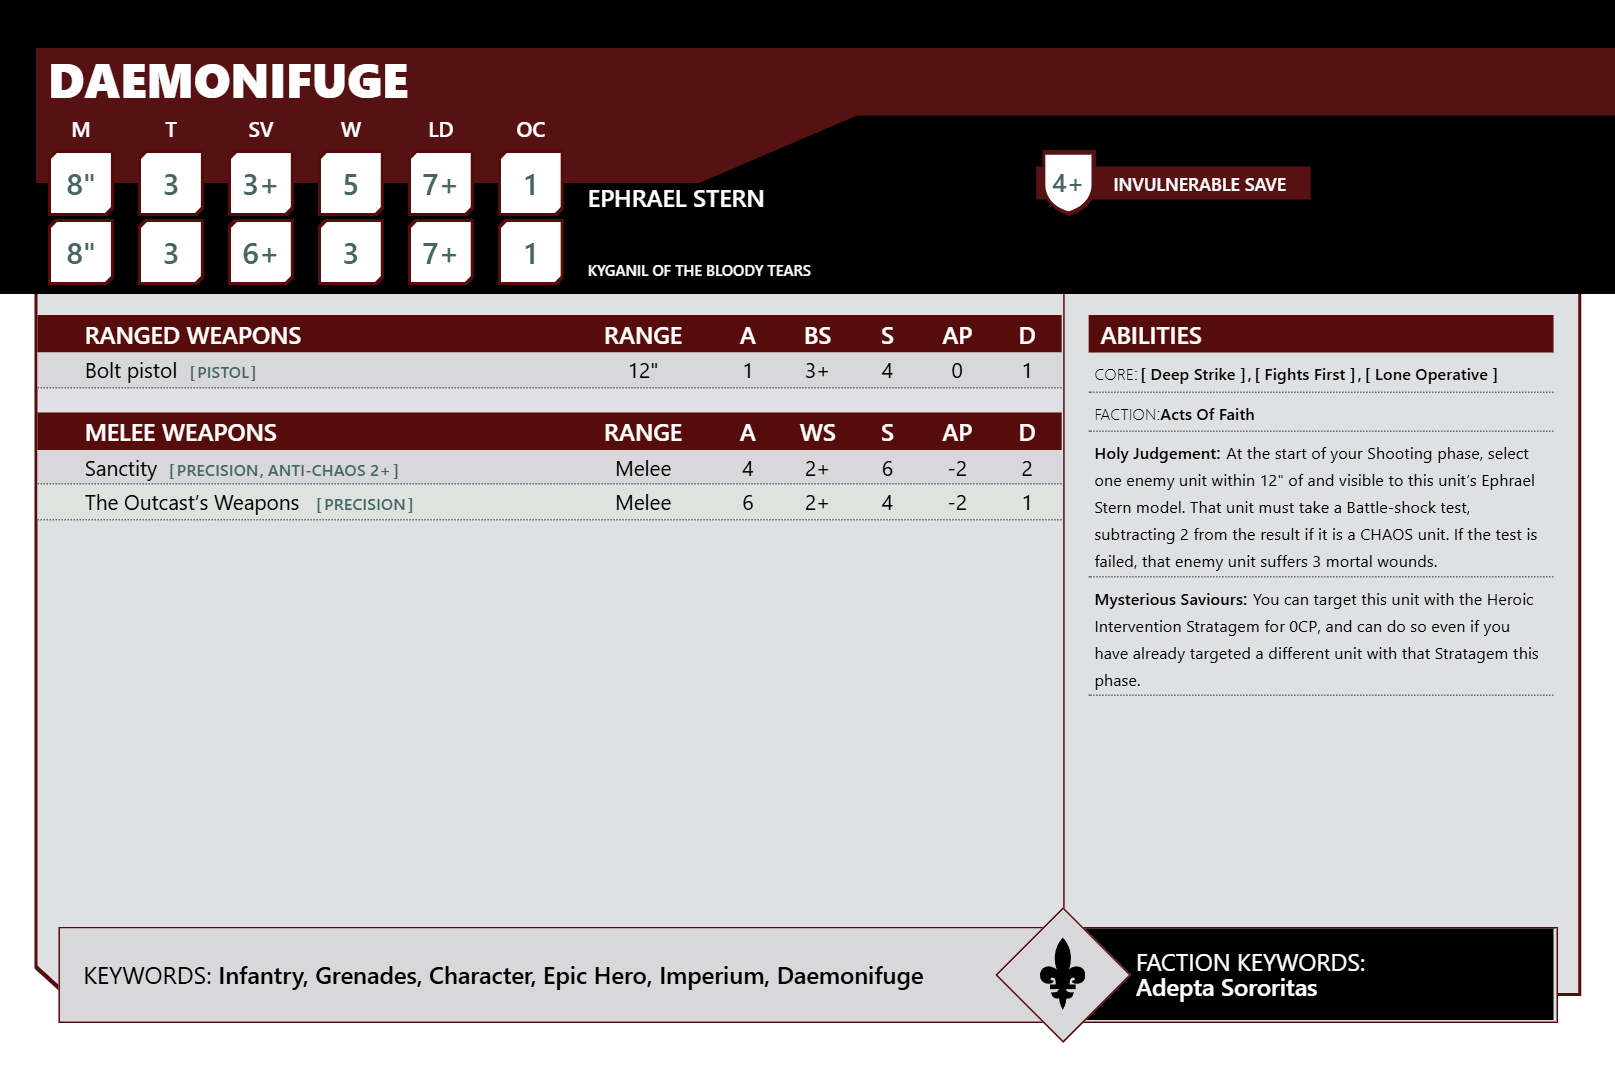 DAEMONIFUGE
M T SV W LD OC
8" 3 3+ 5 7+ 1 EPHRAEL STERN 4+ INVULNERABLE SAVE
8" 3 6+ 3 7+ 1 KYGANIL OF THE BLOODY TEARS
RANGED WEAPONS RANGE A BS S AP D
Bolt pistol [PISTOL] 12" 1 3+ 4 0 1
MELEE WEAPONS RANGE A WS S AP D
Sanctity [PRECISION, ANTI-CHAOS 2+] Melee 4 2+ 6 -2 2
The Outcast's Weapons [PRECISION] Melee 6 2+ 4 -2 1
ABILITIES
CORE: [ Deep Strike ], [ Fights First ], [ Lone Operative ]
FACTION:Acts Of Faith
Holy Judgement: At the start of your Shooting phase, select
one enemy unit within 12" of and visible to this unit's Ephrael
Stern model. That unit must take a Battle-shock test,
subtracting 2 from the result if it is a CHAOS unit. If the test is
failed, that enemy unit suffers 3 mortal wounds.
Mysterious Saviours: You can target this unit with the Heroic
Intervention Stratagem for 0CP, and can do so even if you
have already targeted a different unit with that Stratagem this
phase.
KEYWORDS: Infantry, Grenades, Character, Epic Hero, Imperium, Daemonifuge
FACTION KEYWORDS:
Adepta Sororitas